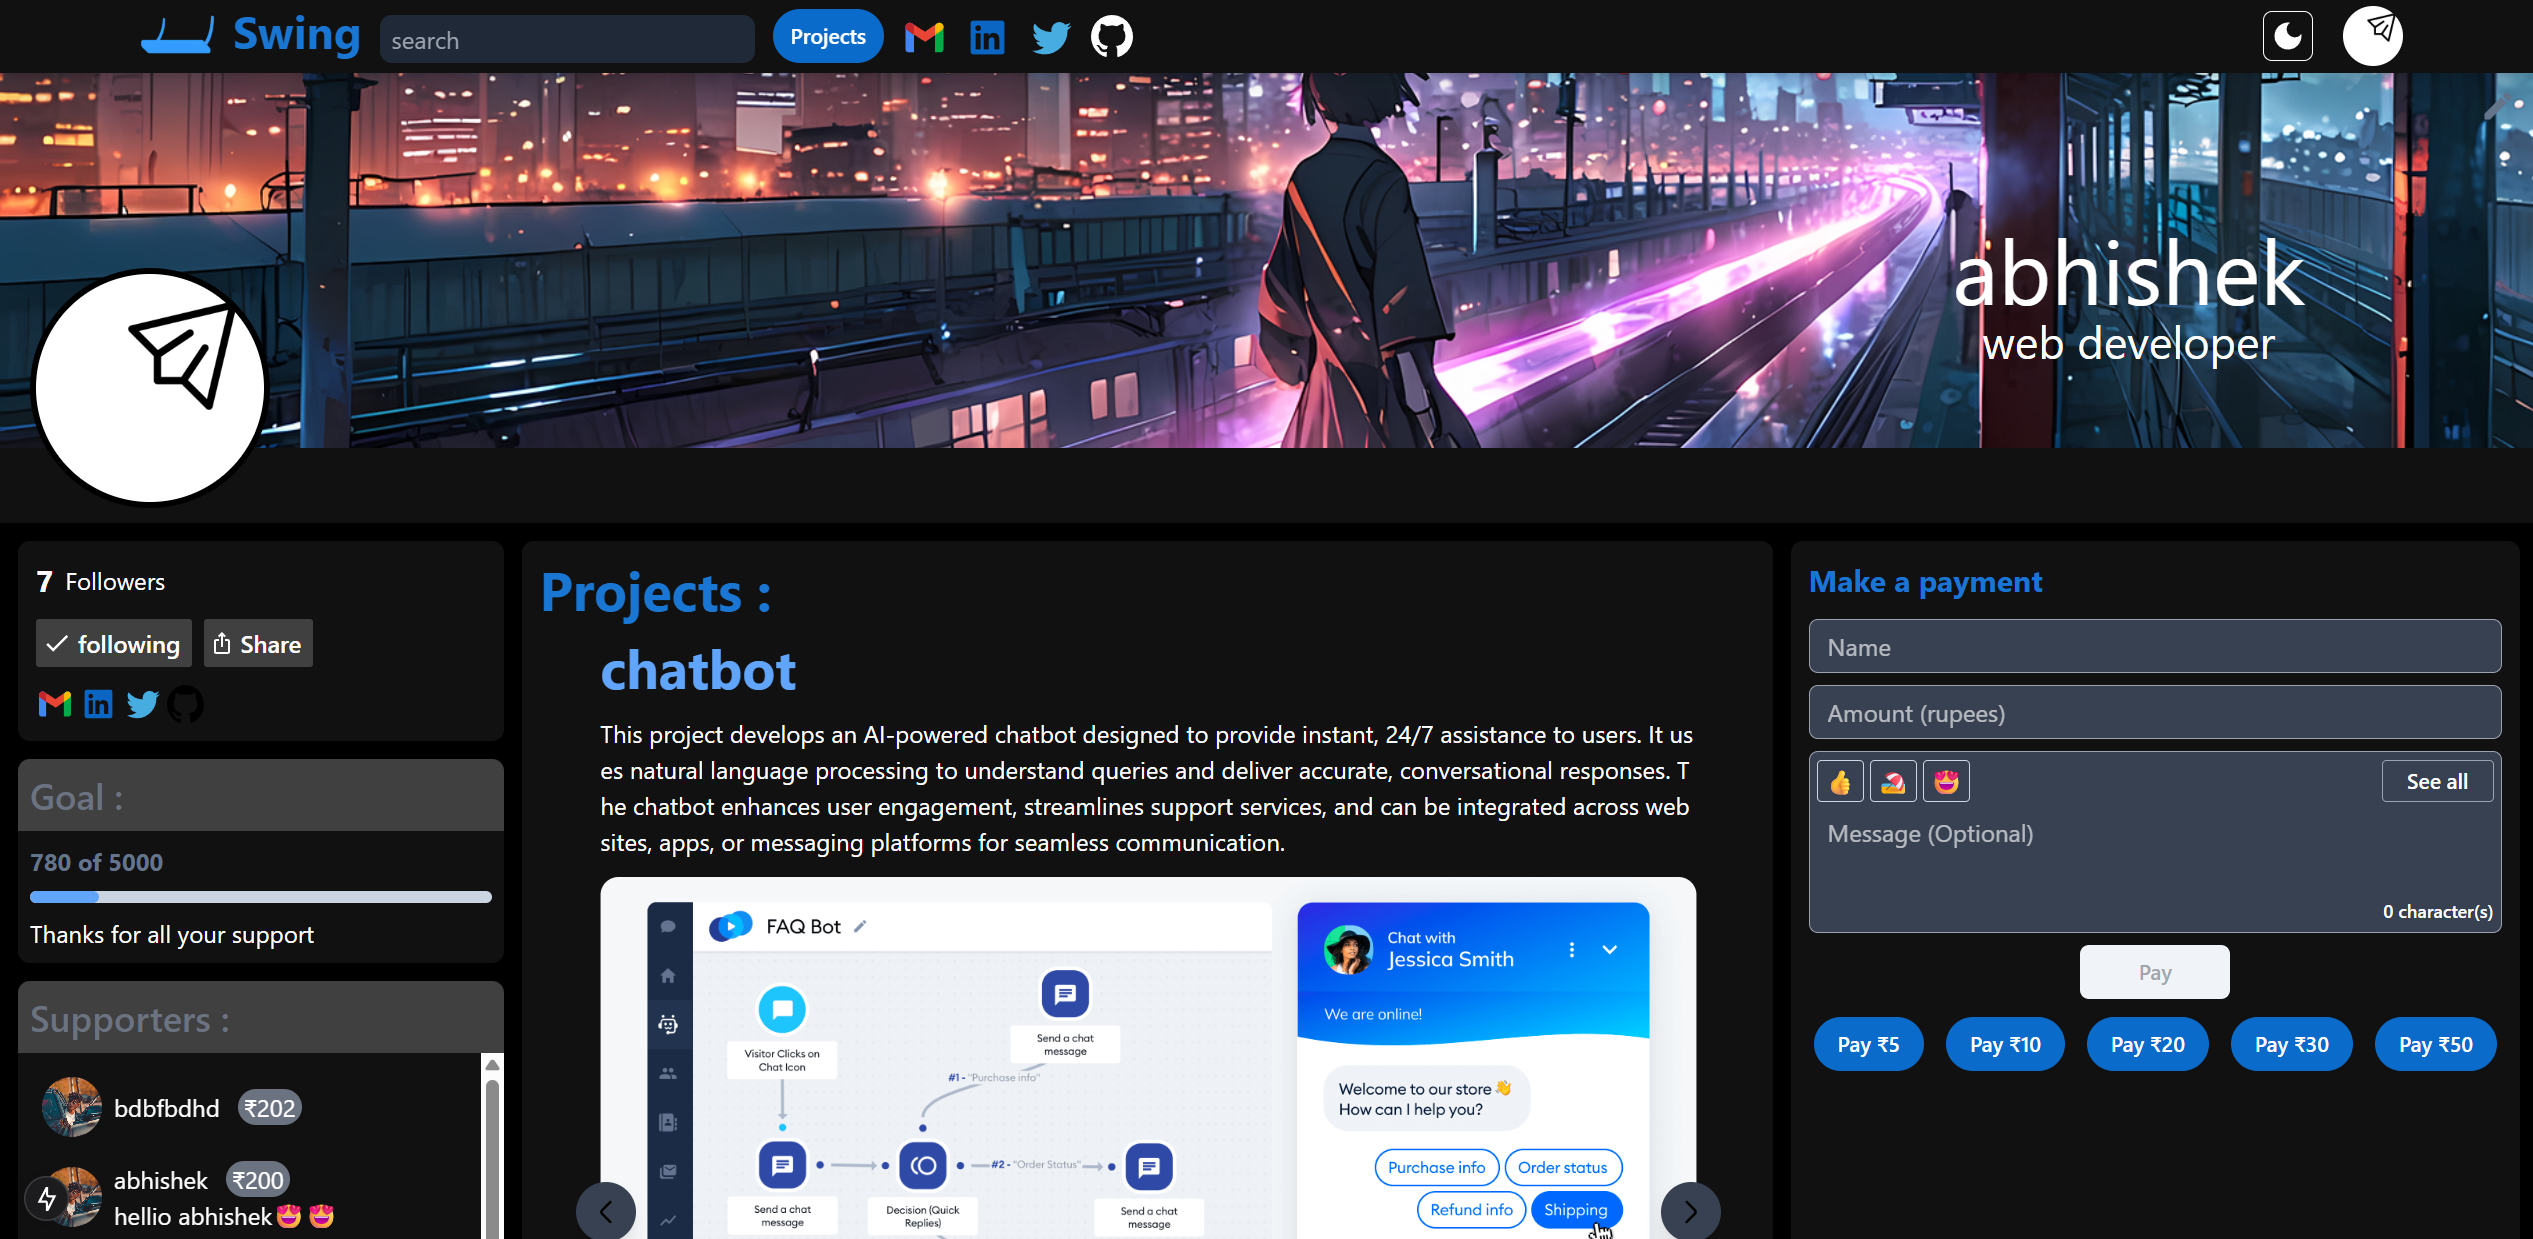 Swing
search
Projects
abhishek
web developer
7 Followers
following
Share
Goal :
780 of 5000
Thanks for all your support
Supporters :
bdbfbdhd ₹202
abhishek ₹200
hellio abhishek😍😍
Projects :
chatbot
This project develops an AI-powered chatbot designed to provide instant, 24/7 assistance to users. It us
es natural language processing to understand queries and deliver accurate, conversational responses. T
he chatbot enhances user engagement, streamlines support services, and can be integrated across web
sites, apps, or messaging platforms for seamless communication.
FAQ Bot
Visitor Clicks on
Chat Icon
Send a chat
message
#1 - "Purchase info"
#2 - "Order Status"
Send a chat
message
Decision (Quick
Replies)
Send a chat
message
Chat with
Jessica Smith
We are online!
Welcome to our store👋
How can I help you?
Purchase info
Order status
Refund info
Shipping
Make a payment
Name
Amount (rupees)
👍 🏖️ 😍
See all
Message (Optional)
0 character(s)
Pay
Pay ₹5
Pay ₹10
Pay ₹20
Pay ₹30
Pay ₹50